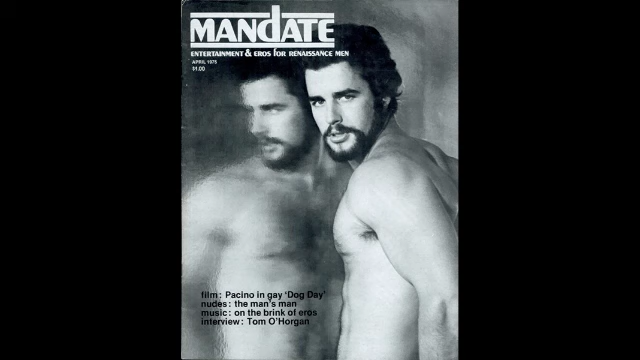 MANDATE
ENTERTAINMENT & EROS for RENAISSANCE MEN
APRIL 1975
$1.00
film: Pacino in gay 'Dog Day'
nudes: the man's man
music: on the brink of eros
interview: Tom O'Horgan